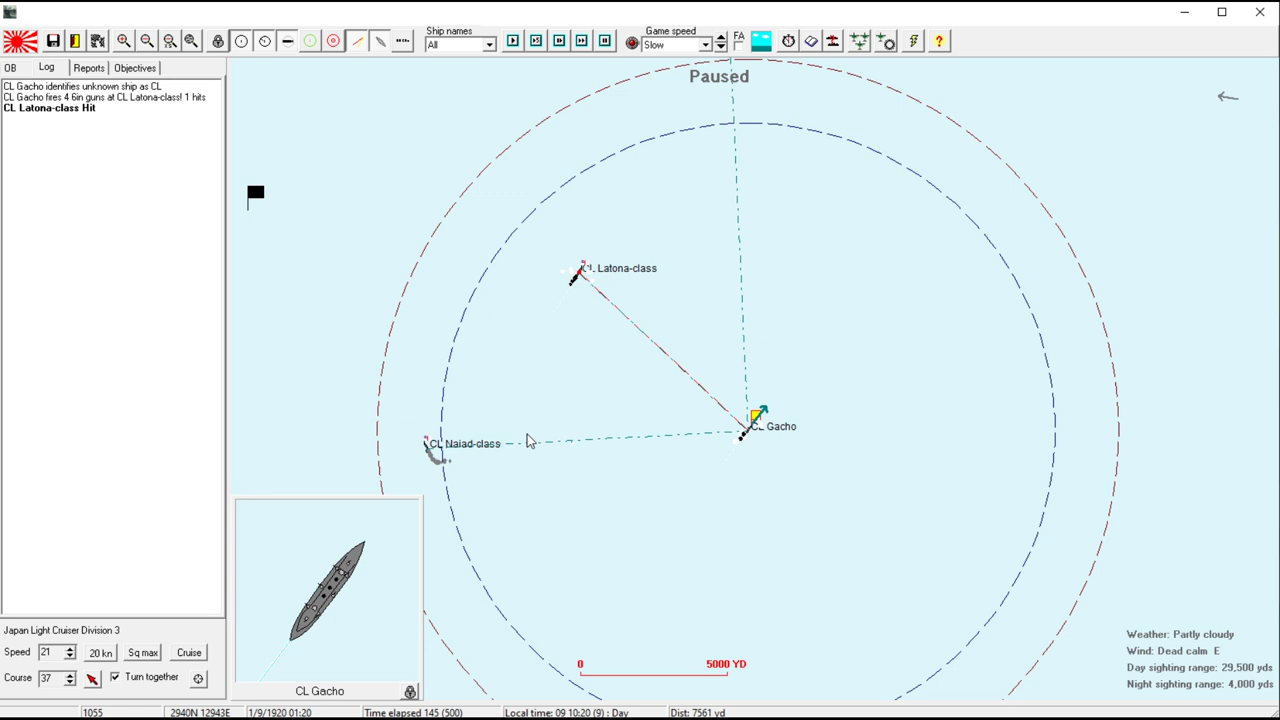 Ship names
All
Game speed
Slow
FA
?
OB
Log
Reports
Objectives
CL Gacho identifies unknown ship as CL
CL Gacho fires 4 6in guns at CL Latona-class! 1 hits
CL Latona-class Hit
Paused
CL Latona-class
CL Gacho
CL Naiad-class
CL Gacho
Japan Light Cruiser Division 3
Speed 21 20 kn Sq max Cruise
Course 37 Turn together
0 5000 YD
Weather: Partly cloudy
Wind: Dead calm E
Day sighting range: 29,500 yds
Night sighting range: 4,000 yds
1055 2940N 12943E 1/9/1920 01:20 Time elapsed 145 (500) Local time: 09 10:20 (9) : Day Dist: 7561 yd